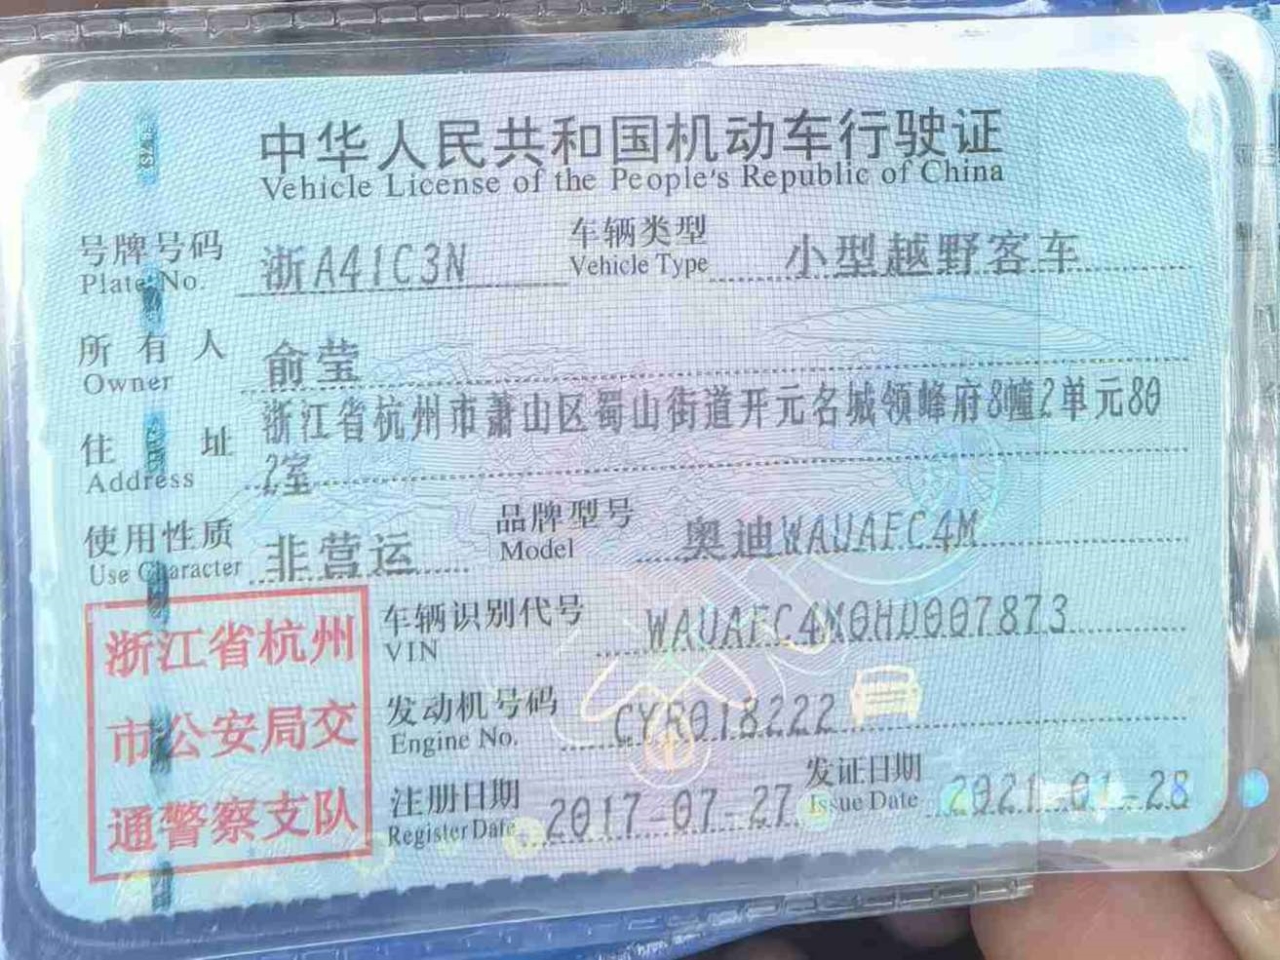 中华人民共和国机动车行驶证
Vehicle License of the People's Republic of China
号牌号码 浙A41C3N 车辆类型 小型越野客车
Plate No. Vehicle Type
所有人 俞莹
Owner
住址 浙江省杭州市萧山区蜀山街道开元名城领峰府8幢2单元80
Address 2室
使用性质 非营运 品牌型号 奥迪WAUAFC4M
Use Character Model
浙江省杭州
市公安局交
通警察支队
车辆识别代号 WAUAFC4M0HD007873
VIN
发动机号码 CYR018222
Engine No.
注册日期 2017-07-27 发证日期 2021-01-28
Register Date Issue Date